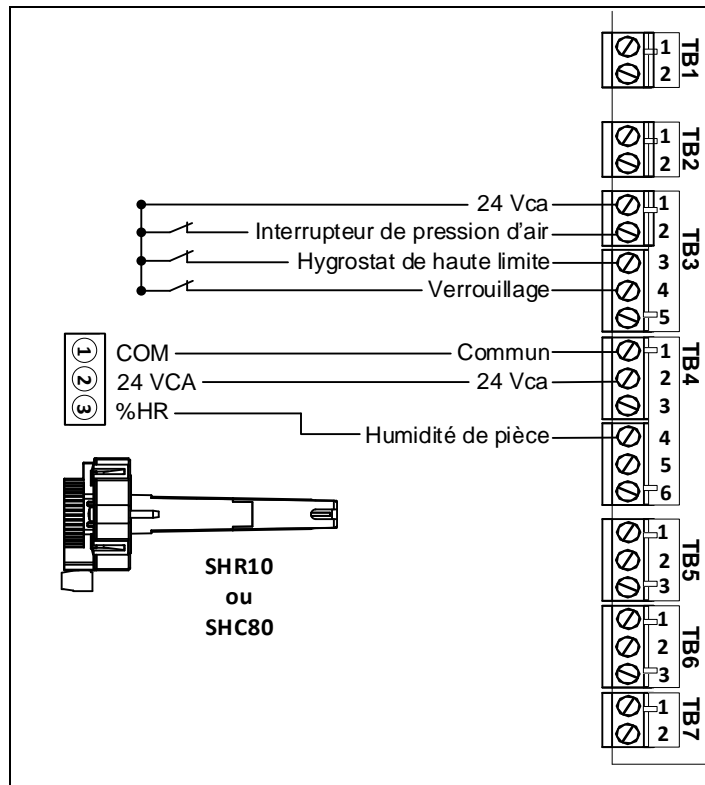 1
2
TB1
1
2
TB2
24 Vca 1
Interrupteur de pression d'air 2
Hygrostat de haute limite 3
Verrouillage 4
5
TB3
1 COM Commun 1
2 24 VCA 24 Vca 2
3 %HR 3
Humidité de pièce 4
5
6
TB4
SHR10
ou
SHC80
1
2
3
TB5
1
2
3
TB6
1
2
TB7